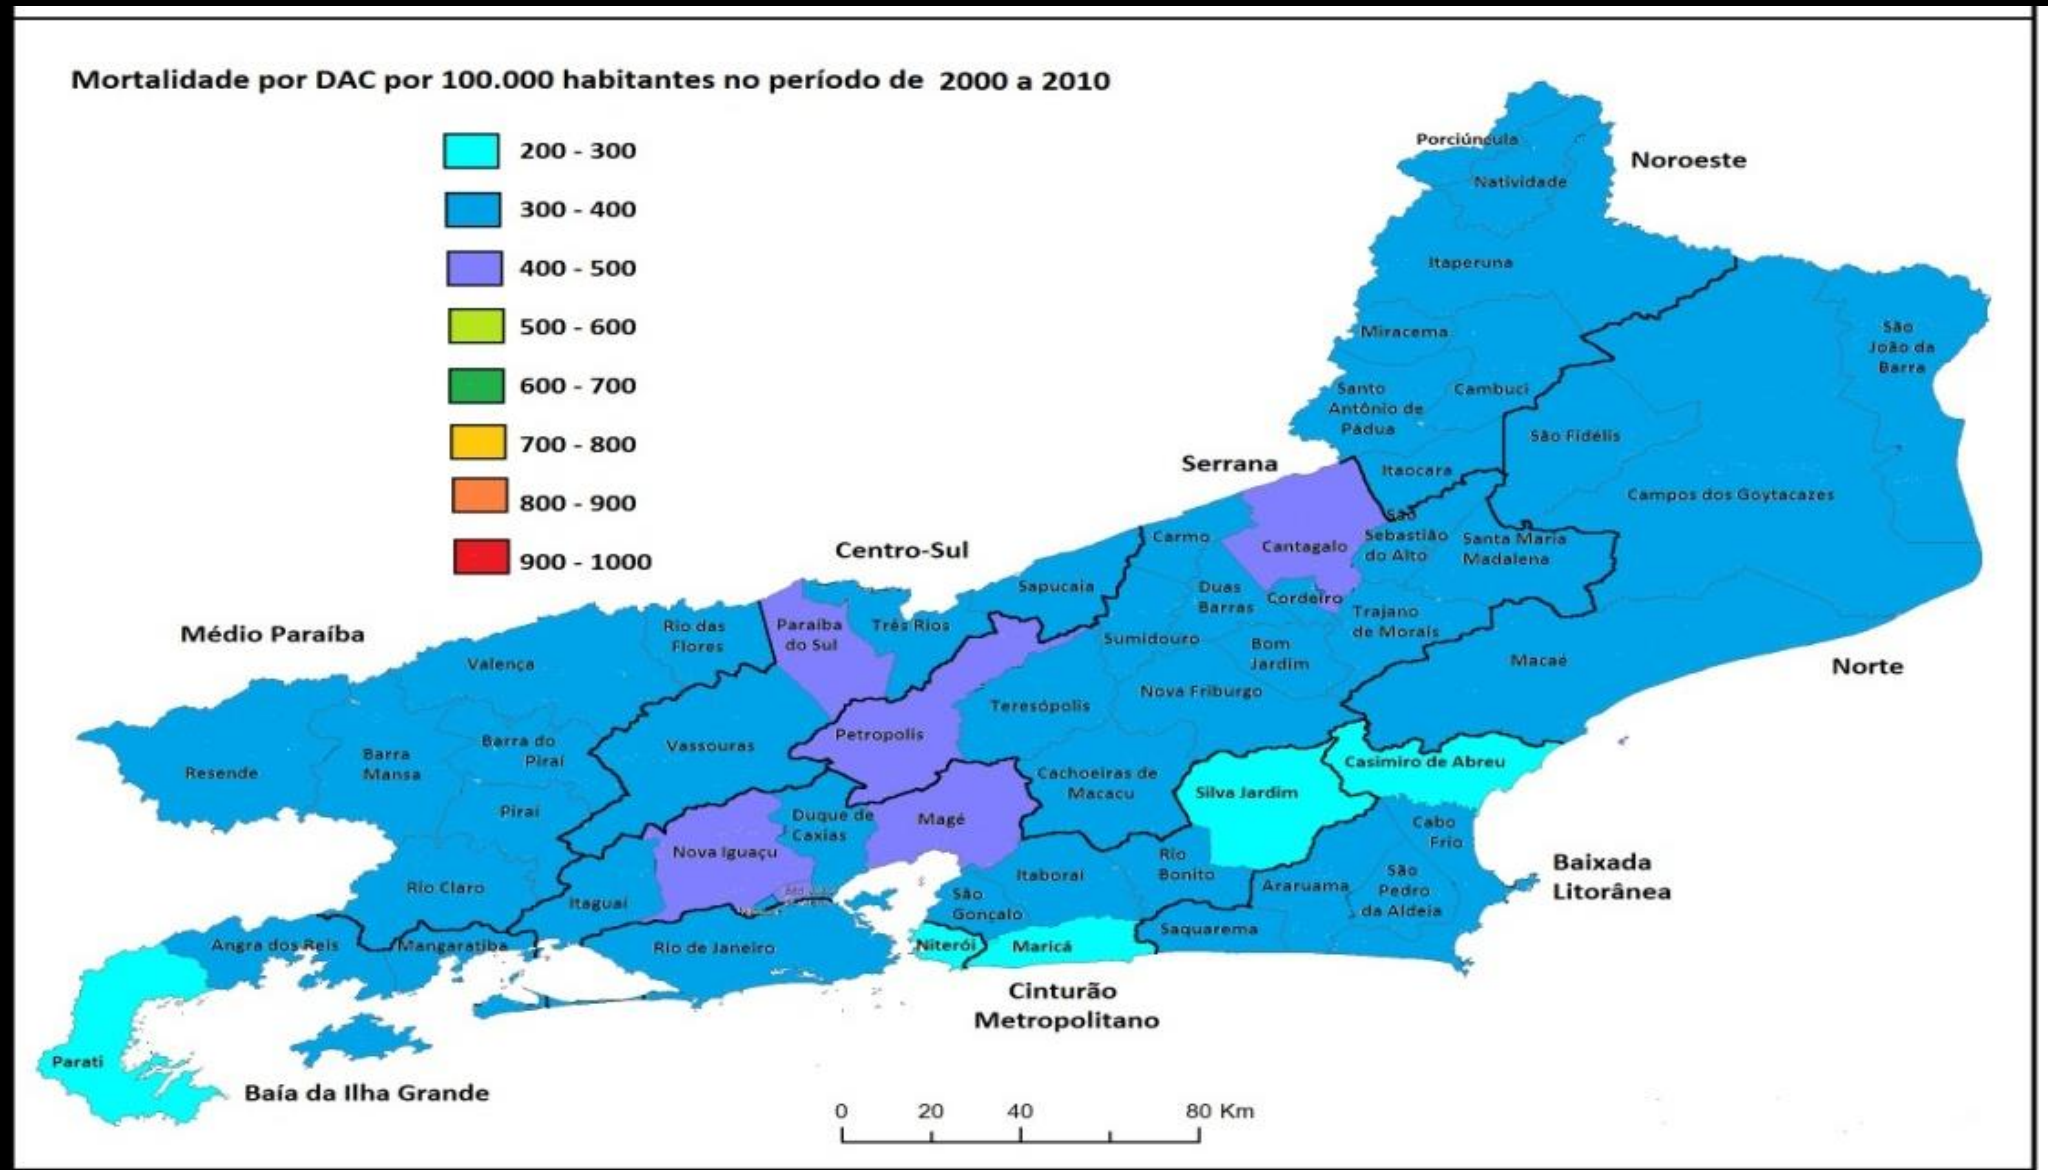 Mortalidade por DAC por 100.000 habitantes no período de 2000 a 2010
200 - 300
300 - 400
400 - 500
500 - 600
600 - 700
700 - 800
800 - 900
900 - 1000
Porciúncula
Noroeste
Natividade
Itaperuna
Miracema
São
João da
Barra
Santo
Antônio de
Pádua
Cambuci
São Fidélis
Serrana
Itaocara
Campos dos Goytacazes
Centro-Sul
Carmo
Cantagalo
São
Sebastião
do Alto
Santa Maria
Madalena
Sapucaia
Duas
Barras
Cordeiro
Trajano
de Morais
Médio Paraíba
Rio das
Flores
Paraíba
do Sul
Três Rios
Sumidouro
Bom
Jardim
Valença
Macaé
Norte
Nova Friburgo
Teresópolis
Petropolis
Vassouras
Barra do
Piraí
Barra
Mansa
Resende
Cachoeiras de
Macacu
Silva Jardim
Casimiro de Abreu
Piraí
Duque de
Caxias
Magé
Cabo
Frio
Nova Iguaçu
Rio
Bonito
Baixada
Litorânea
Rio Claro
Itaguaí
Itaboraí
Araruama
São
Pedro
da Aldeia
São
Gonçalo
Saquarema
Angra dos Reis
Mangaratiba
Rio de Janeiro
Niterói
Maricá
Cinturão
Metropolitano
Parati
Baía da Ilha Grande
0 20 40 80 Km